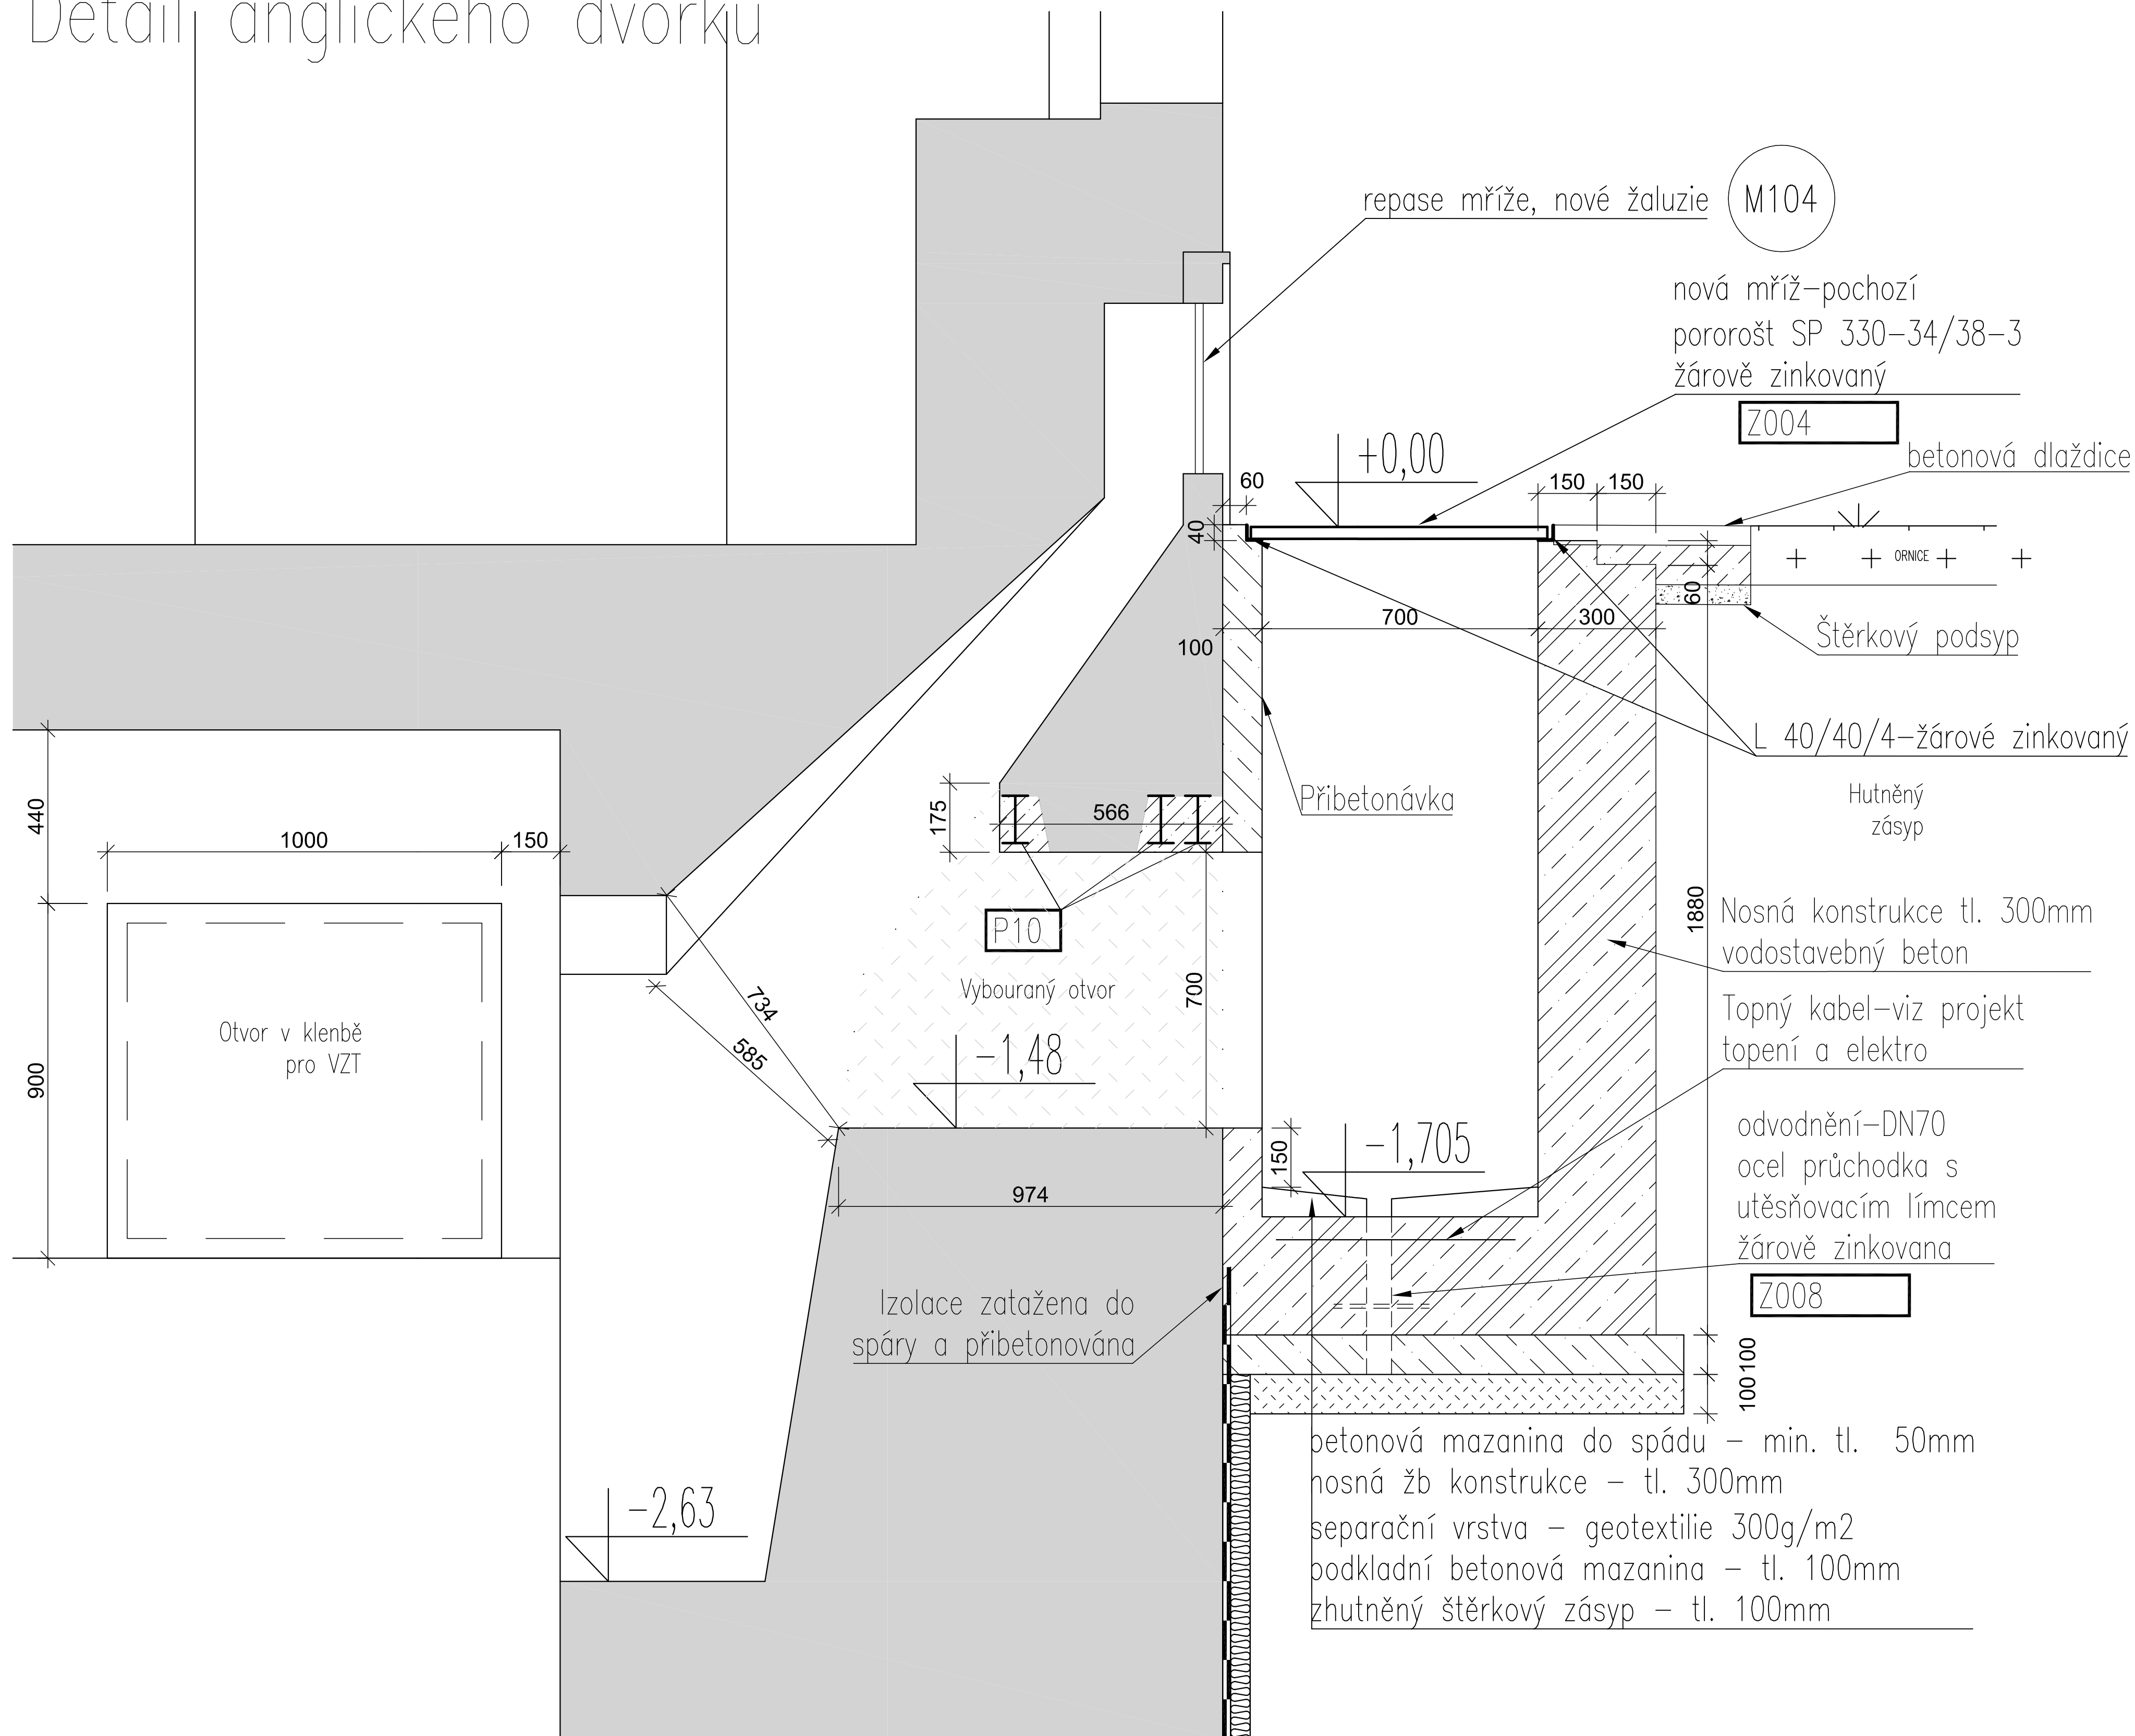 Detail anglického dvorku
repase mříže, nové žaluzie
M104
nová mříž-pochozí
pororošt SP 330-34/38-3
žárově zinkovaný
Z004
betonová dlaždice
+0,00
60
150
150
40
ORNICE
60
Štěrkový podsyp
700
300
100
L 40/40/4-žárové zinkovaný
Hutněný
zásyp
Přibetonávka
440
1000
150
175
566
1880
P10
Nosná konstrukce tl. 300mm
vodostavebný beton
Vybouraný otvor
700
734
585
Otvor v klenbě
pro VZT
900
-1,48
Topný kabel-viz projekt
topení a elektro
-1,705
150
974
odvodnění-DN70
ocel průchodka s
utěsňovacím límcem
žárově zinkovana
Z008
Izolace zatažena do
spáry a přibetonována
100
100
-2,63
betonová mazanina do spádu - min. tl. 50mm
nosná žb konstrukce - tl. 300mm
separační vrstva - geotextilie 300g/m2
podkladní betonová mazanina - tl. 100mm
zhutněný štěrkový zásyp - tl. 100mm